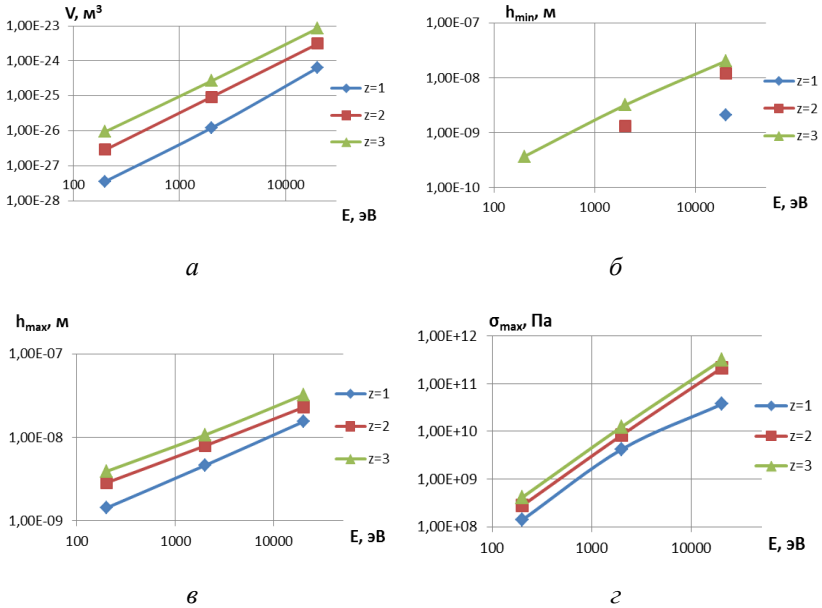 V, м³
1,00E-23
1,00E-24
1,00E-25
1,00E-26
1,00E-27
1,00E-28
100 1000 10000
E, эВ
z=1
z=2
z=3
а
h_min, м
1,00E-07
1,00E-08
1,00E-09
1,00E-10
100 1000 10000
E, эВ
z=1
z=2
z=3
б
h_max, м
1,00E-07
1,00E-08
1,00E-09
100 1000 10000
E, эВ
z=1
z=2
z=3
в
σ_max, Па
1,00E+12
1,00E+11
1,00E+10
1,00E+09
1,00E+08
100 1000 10000
E, эВ
z=1
z=2
z=3
г